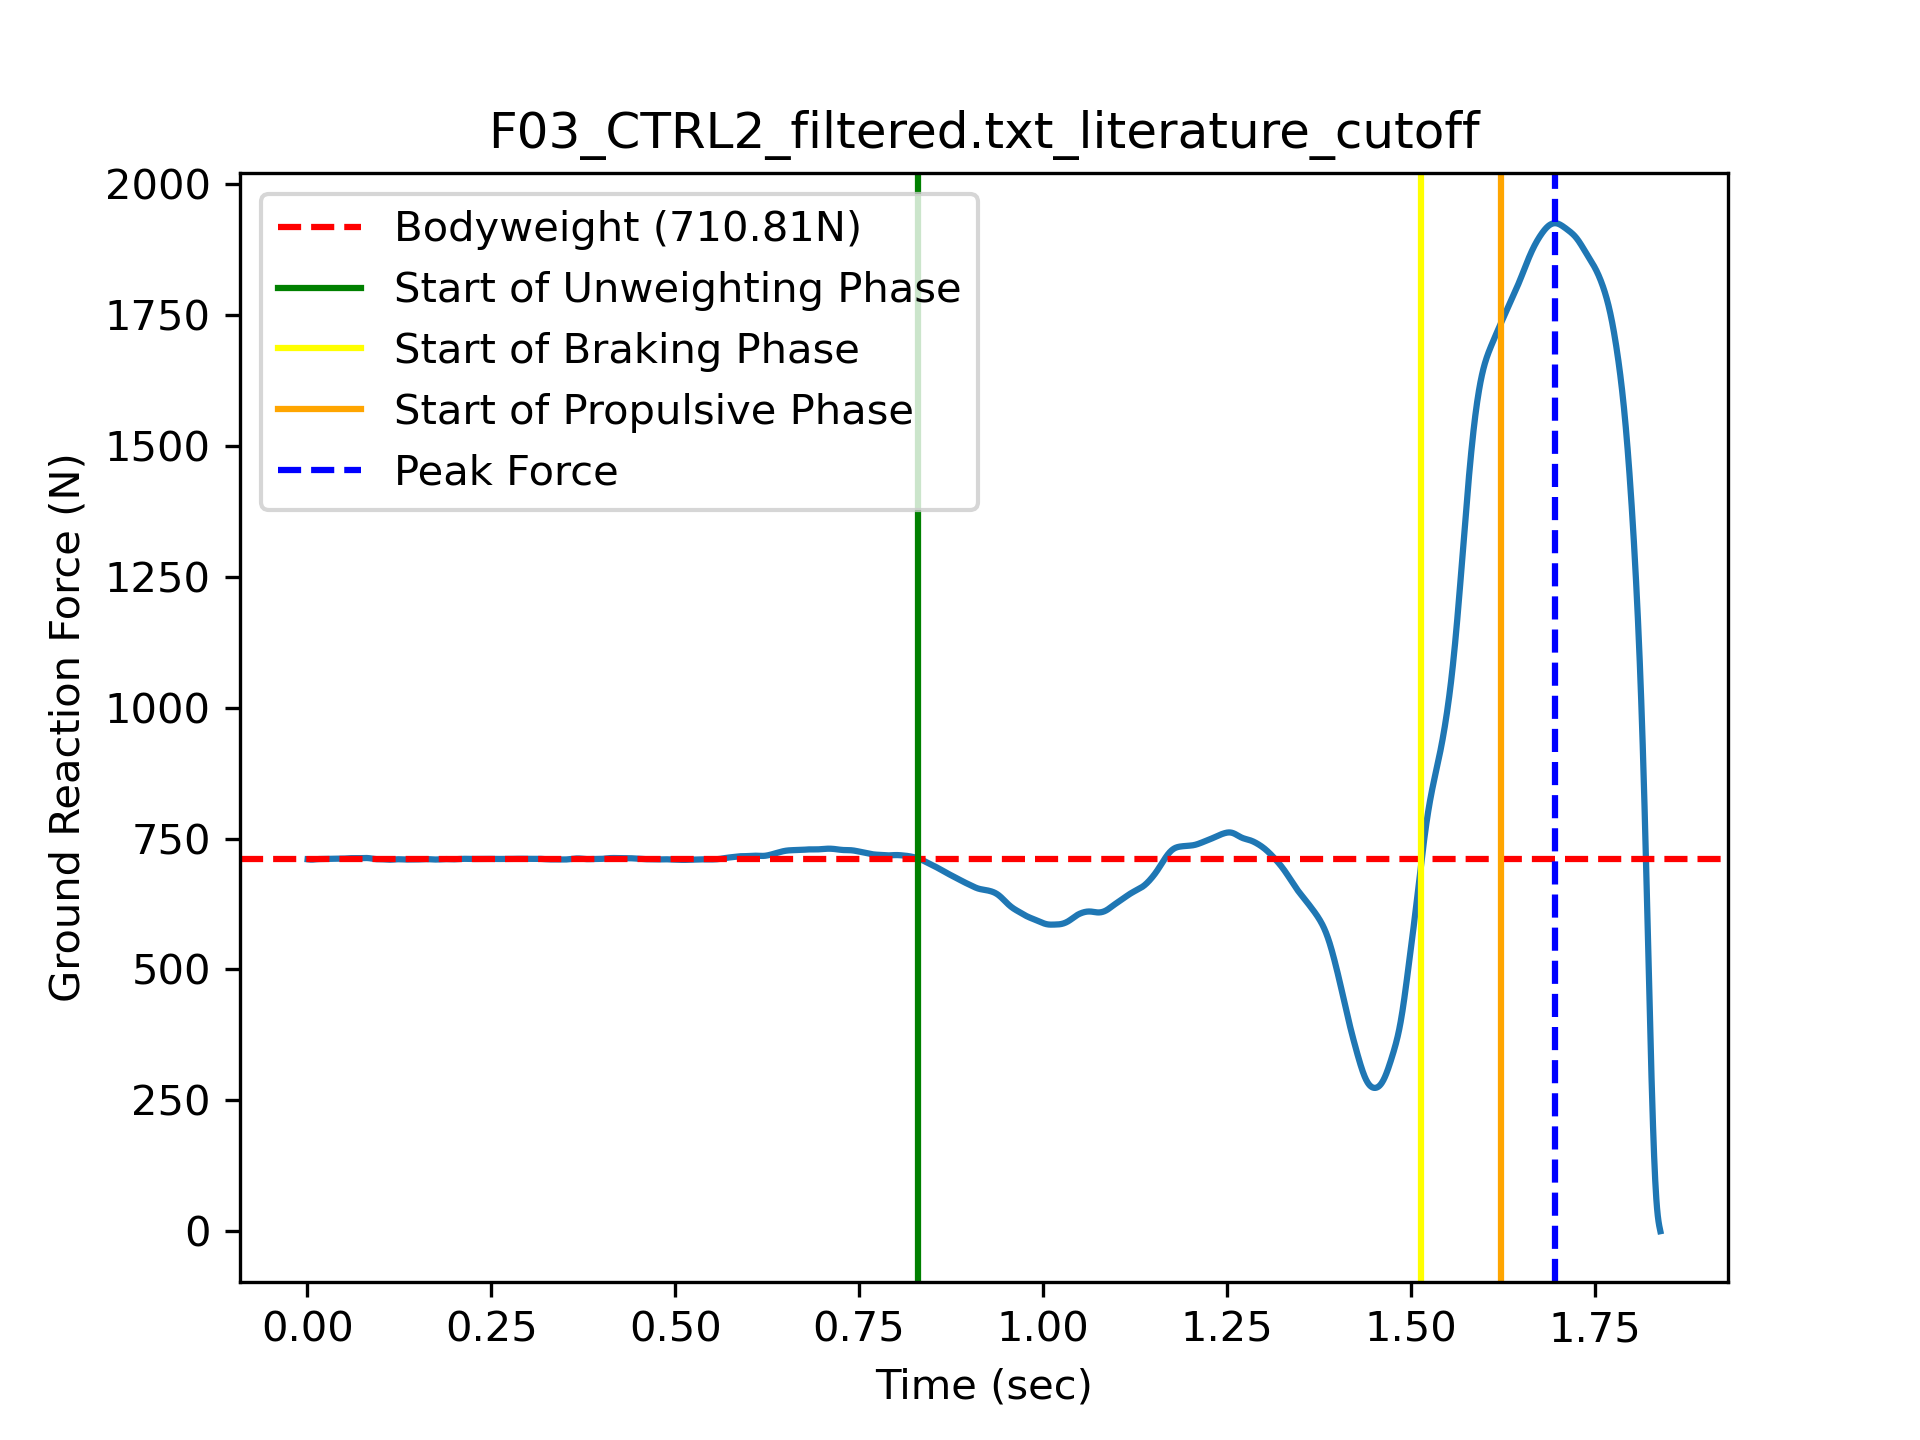 F03_CTRL2_filtered.txt_literature_cutoff
2000
1750
1500
1250
1000
750
500
250
0
Ground Reaction Force (N)
Bodyweight (710.81N)
Start of Unweighting Phase
Start of Braking Phase
Start of Propulsive Phase
Peak Force
0.00 0.25 0.50 0.75 1.00 1.25 1.50 1.75
Time (sec)